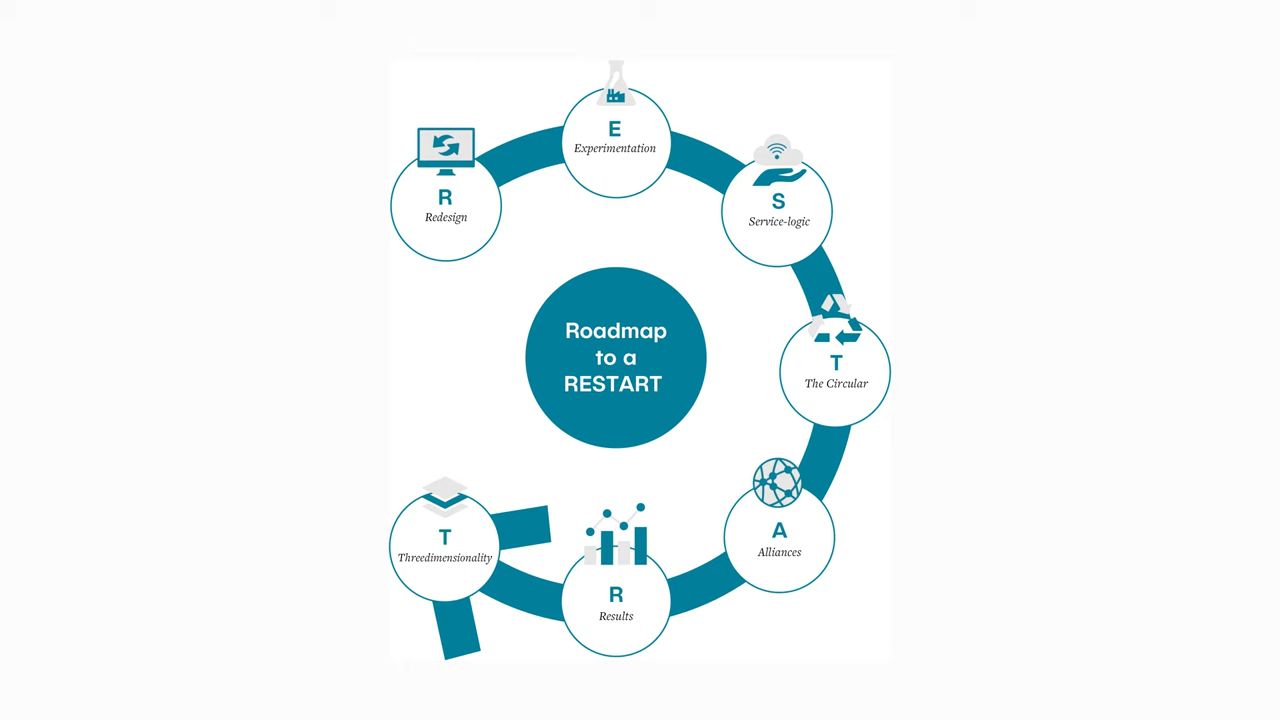 R
Redesign
E
Experimentation
S
Service-logic
T
The Circular
A
Alliances
R
Results
T
Threedimensionality
Roadmap
to a
RESTART